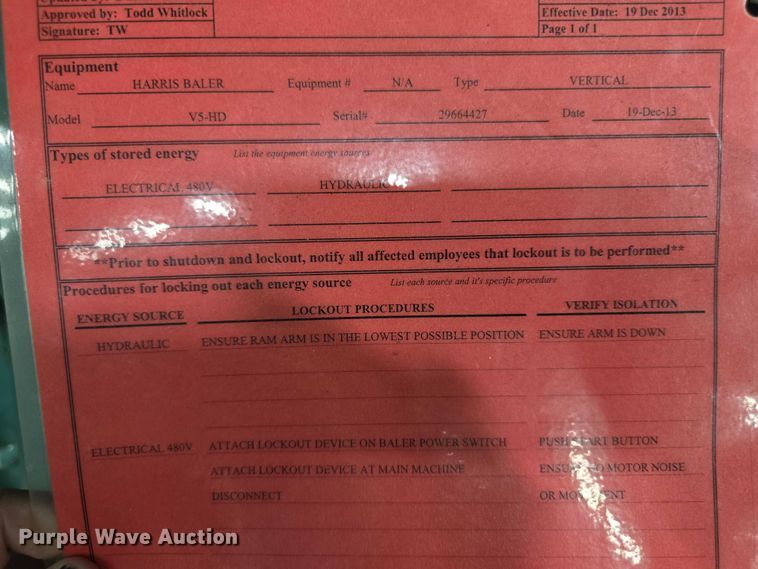 Approved by: Todd Whitlock
Effective Date: 19 Dec 2013
Signature: TW
Page 1 of 1
Equipment
Name HARRIS BALER Equipment # N/A Type VERTICAL
Model V5-HD Serial# 29664427 Date 19-Dec-13
Types of stored energy List the equipment energy sources
ELECTRICAL 480V HYDRAULIC
**Prior to shutdown and lockout, notify all affected employees that lockout is to be performed**
Procedures for locking out each energy source List each source and it's specific procedure
ENERGY SOURCE LOCKOUT PROCEDURES VERIFY ISOLATION
HYDRAULIC ENSURE RAM ARM IS IN THE LOWEST POSSIBLE POSITION ENSURE ARM IS DOWN
ELECTRICAL 480V ATTACH LOCKOUT DEVICE ON BALER POWER SWITCH PUSH START BUTTON
ATTACH LOCKOUT DEVICE AT MAIN MACHINE ENSURE NO MOTOR NOISE
DISCONNECT OR MOVEMENT
Purple Wave Auction